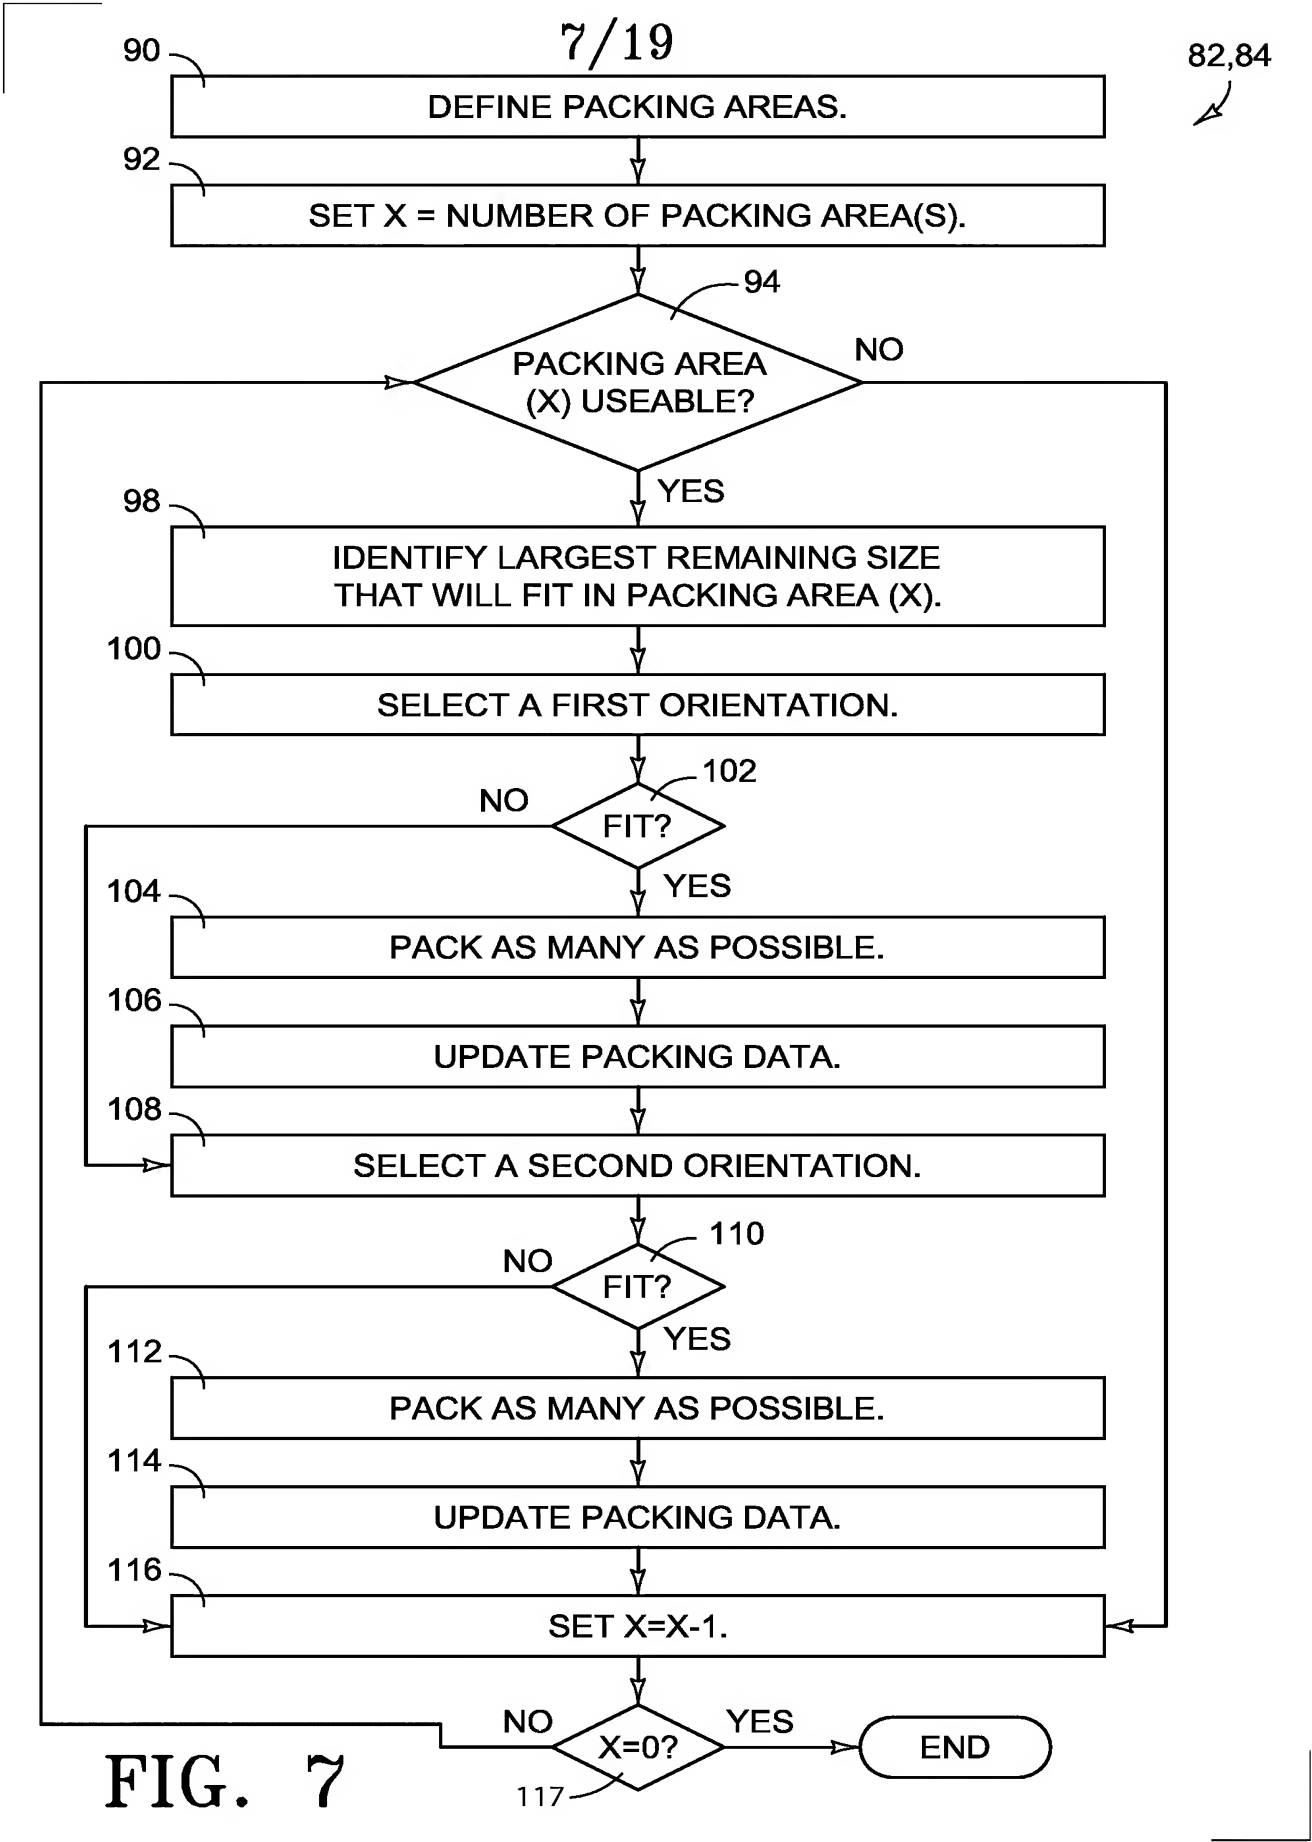 7/19
82,84
90
DEFINE PACKING AREAS.
92
SET X = NUMBER OF PACKING AREA(S).
94
PACKING AREA
(X) USEABLE?
NO
YES
98
IDENTIFY LARGEST REMAINING SIZE
THAT WILL FIT IN PACKING AREA (X).
100
SELECT A FIRST ORIENTATION.
102
NO
FIT?
YES
104
PACK AS MANY AS POSSIBLE.
106
UPDATE PACKING DATA.
108
SELECT A SECOND ORIENTATION.
110
NO
FIT?
YES
112
PACK AS MANY AS POSSIBLE.
114
UPDATE PACKING DATA.
116
SET X=X-1.
NO
X=0?
YES
END
117
FIG. 7